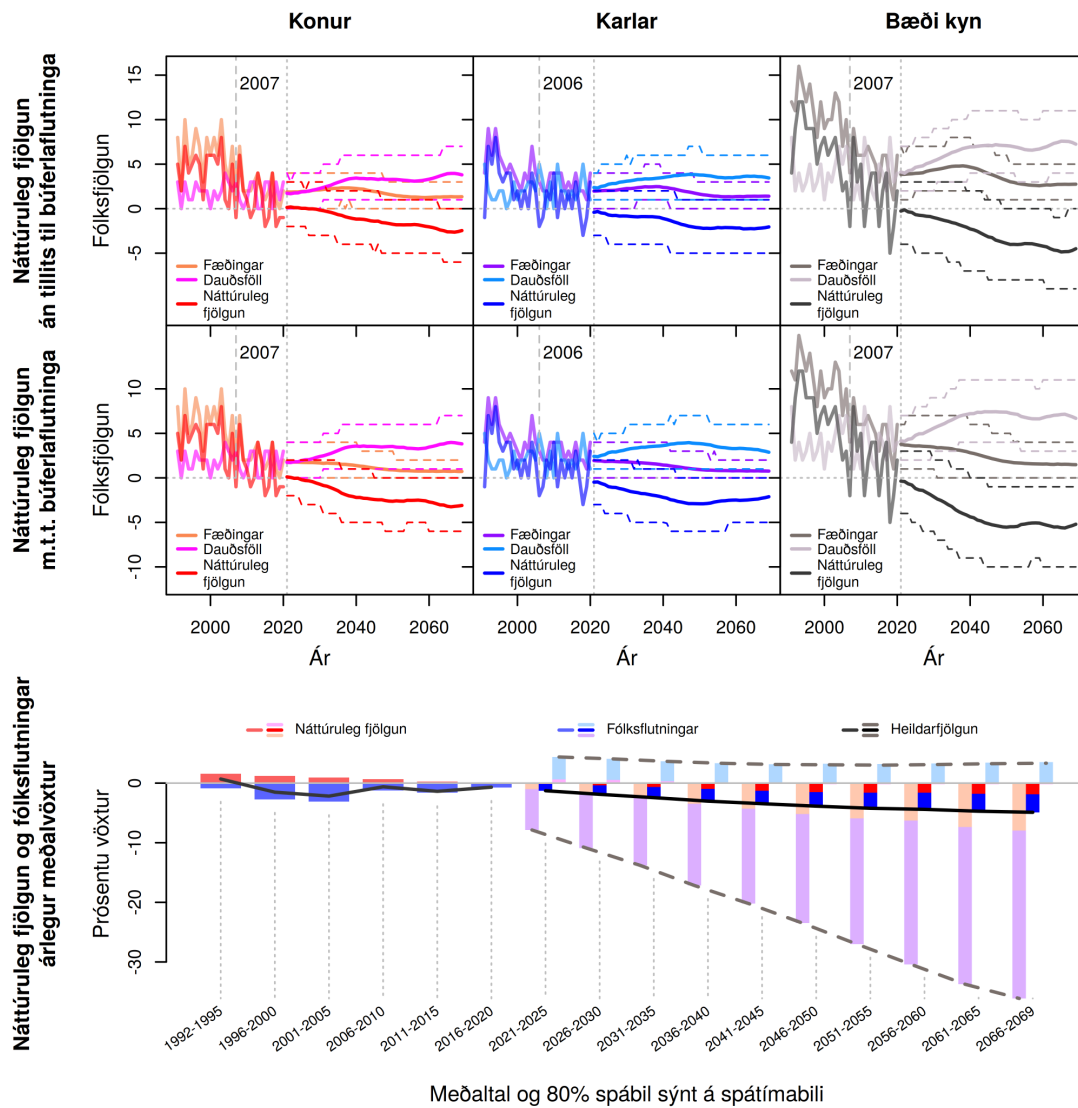 Konur
Karlar
Bæði kyn
Náttúruleg fjölgun
án tillits til búferlaflutninga
Fólksfjölgun
15
10
5
0
-5
2007
Fæðingar
Dauðsföll
Náttúruleg
fjölgun
2006
Fæðingar
Dauðsföll
Náttúruleg
fjölgun
2007
Fæðingar
Dauðsföll
Náttúruleg
fjölgun
Náttúruleg fjölgun
m.t.t. búferlaflutninga
Fólksfjölgun
10
5
0
-5
-10
2007
Fæðingar
Dauðsföll
Náttúruleg
fjölgun
2006
Fæðingar
Dauðsföll
Náttúruleg
fjölgun
2007
Fæðingar
Dauðsföll
Náttúruleg
fjölgun
2000 2020 2040 2060
2000 2020 2040 2060
2000 2020 2040 2060
Ár
Ár
Ár
Náttúruleg fjölgun og fólksflutningar
árlegur meðalvöxtur
Prósentu vöxtur
Náttúruleg fjölgun
Fólksflutningar
Heildarfjölgun
0
-10
-20
-30
1992-1995
1996-2000
2001-2005
2006-2010
2011-2015
2016-2020
2021-2025
2026-2030
2031-2035
2036-2040
2041-2045
2046-2050
2051-2055
2056-2060
2061-2065
2066-2069
Meðaltal og 80% spábil sýnt á spátímabili